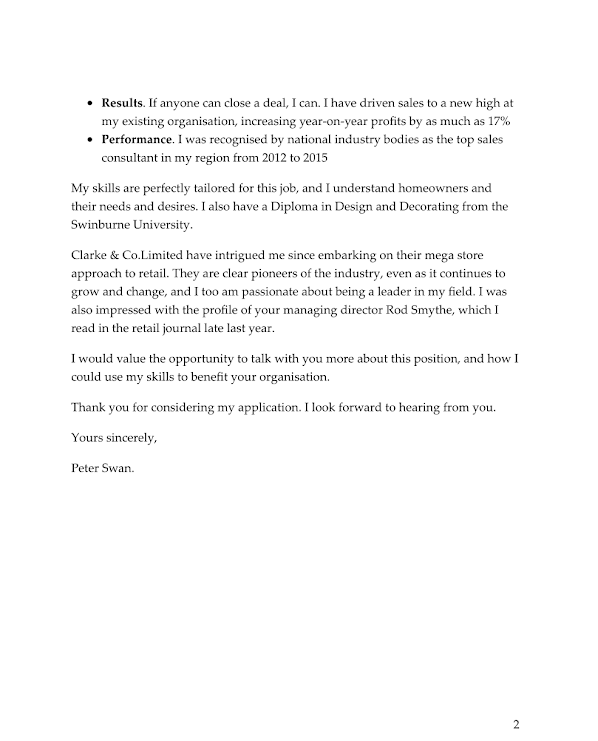 • Results. If anyone can close a deal, I can. I have driven sales to a new high at
my existing organisation, increasing year-on-year profits by as much as 17%
• Performance. I was recognised by national industry bodies as the top sales
consultant in my region from 2012 to 2015
My skills are perfectly tailored for this job, and I understand homeowners and
their needs and desires. I also have a Diploma in Design and Decorating from the
Swinburne University.
Clarke & Co.Limited have intrigued me since embarking on their mega store
approach to retail. They are clear pioneers of the industry, even as it continues to
grow and change, and I too am passionate about being a leader in my field. I was
also impressed with the profile of your managing director Rod Smythe, which I
read in the retail journal late last year.
I would value the opportunity to talk with you more about this position, and how I
could use my skills to benefit your organisation.
Thank you for considering my application. I look forward to hearing from you.
Yours sincerely,
Peter Swan.
2